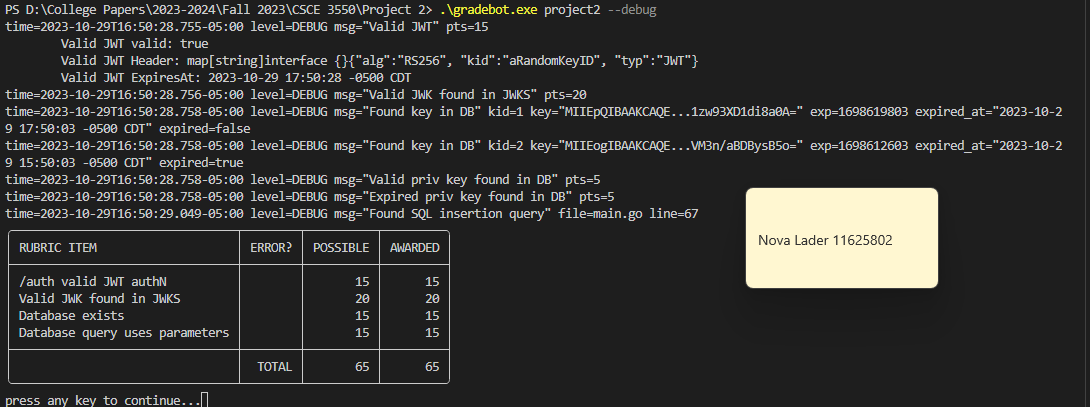 PS D:\College Papers\2023-2024\Fall 2023\CSCE 3550\Project 2> .\gradebot.exe project2 --debug
time=2023-10-29T16:50:28.755-05:00 level=DEBUG msg="Valid JWT" pts=15
Valid JWT valid: true
Valid JWT Header: map[string]interface {}{"alg":"RS256", "kid":"aRandomKeyID", "typ":"JWT"}
Valid JWT ExpiresAt: 2023-10-29 17:50:28 -0500 CDT
time=2023-10-29T16:50:28.756-05:00 level=DEBUG msg="Valid JWK found in JWKS" pts=20
time=2023-10-29T16:50:28.758-05:00 level=DEBUG msg="Found key in DB" kid=1 key="MIIEpQIBAAKCAQE...1zw93XD1di8a0A=" exp=1698619803 expired_at="2023-10-2
9 17:50:03 -0500 CDT" expired=false
time=2023-10-29T16:50:28.758-05:00 level=DEBUG msg="Found key in DB" kid=2 key="MIIEogIBAAKCAQE...VM3n/aBDBysB5o=" exp=1698612603 expired_at="2023-10-2
9 15:50:03 -0500 CDT" expired=true
time=2023-10-29T16:50:28.758-05:00 level=DEBUG msg="Valid priv key found in DB" pts=5
time=2023-10-29T16:50:28.758-05:00 level=DEBUG msg="Expired priv key found in DB" pts=5
time=2023-10-29T16:50:29.049-05:00 level=DEBUG msg="Found SQL insertion query" file=main.go line=67
RUBRIC ITEM ERROR? POSSIBLE AWARDED
/auth valid JWT authN 15 15
Valid JWK found in JWKS 20 20
Database exists 15 15
Database query uses parameters 15 15
TOTAL 65 65
press any key to continue...
Nova Lader 11625802